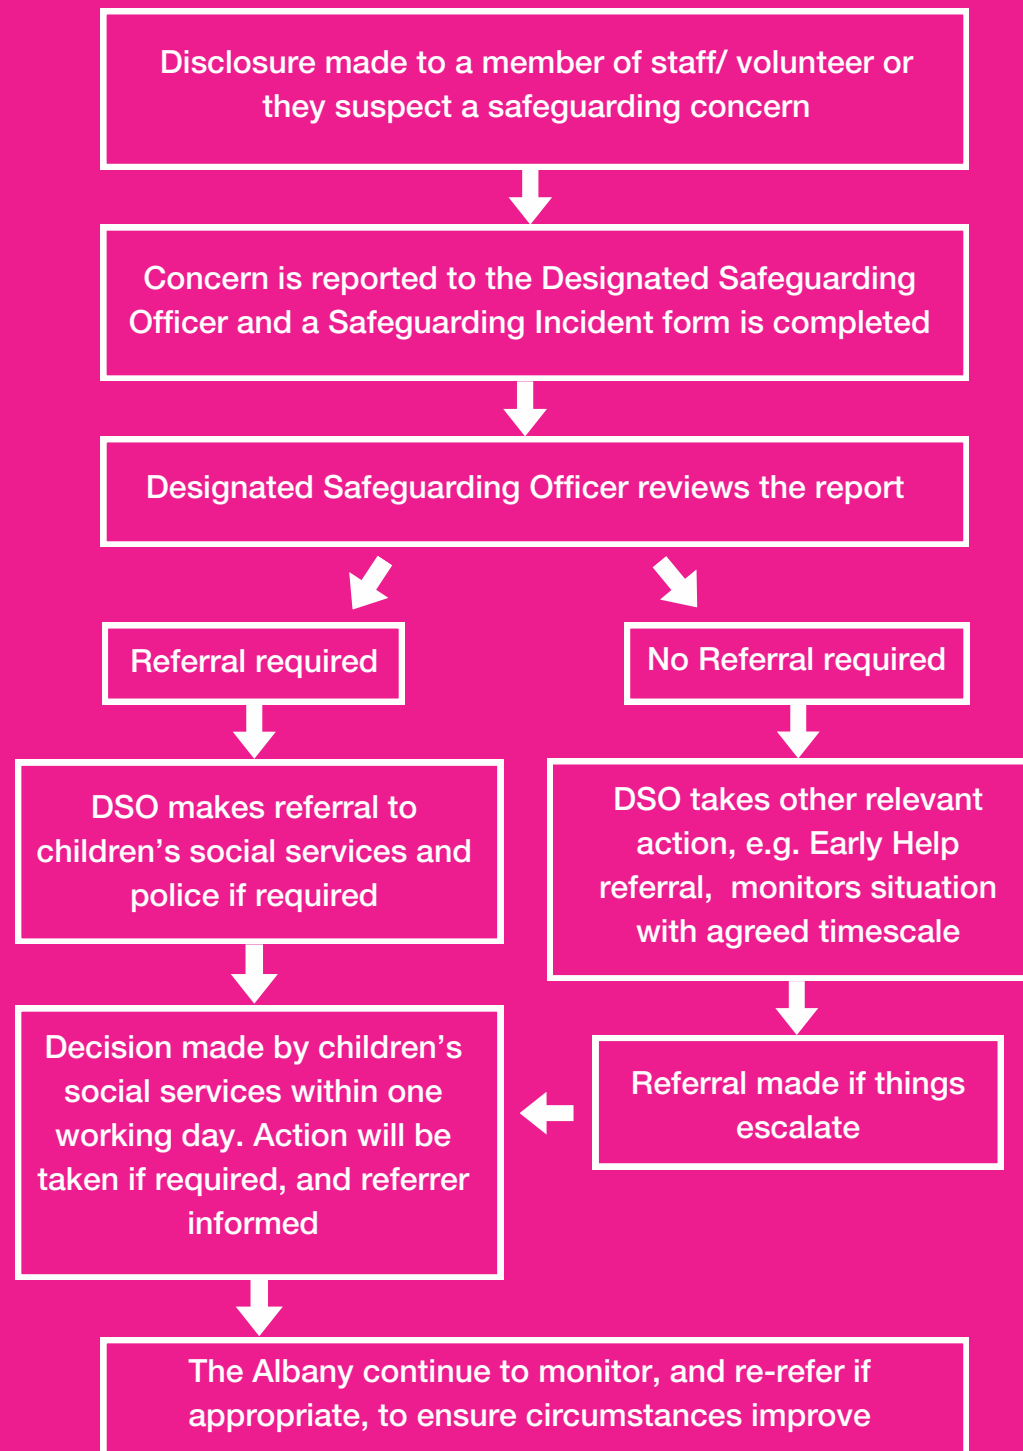 Disclosure made to a member of staff/ volunteer or
they suspect a safeguarding concern
Concern is reported to the Designated Safeguarding
Officer and a Safeguarding Incident form is completed
Designated Safeguarding Officer reviews the report
Referral required
No Referral required
DSO makes referral to
children’s social services and
police if required
DSO takes other relevant
action, e.g. Early Help
referral,  monitors situation
with agreed timescale
Decision made by children’s
social services within one
working day. Action will be
taken if required, and referrer
informed
Referral made if things
escalate
The Albany continue to monitor, and re-refer if
appropriate, to ensure circumstances improve